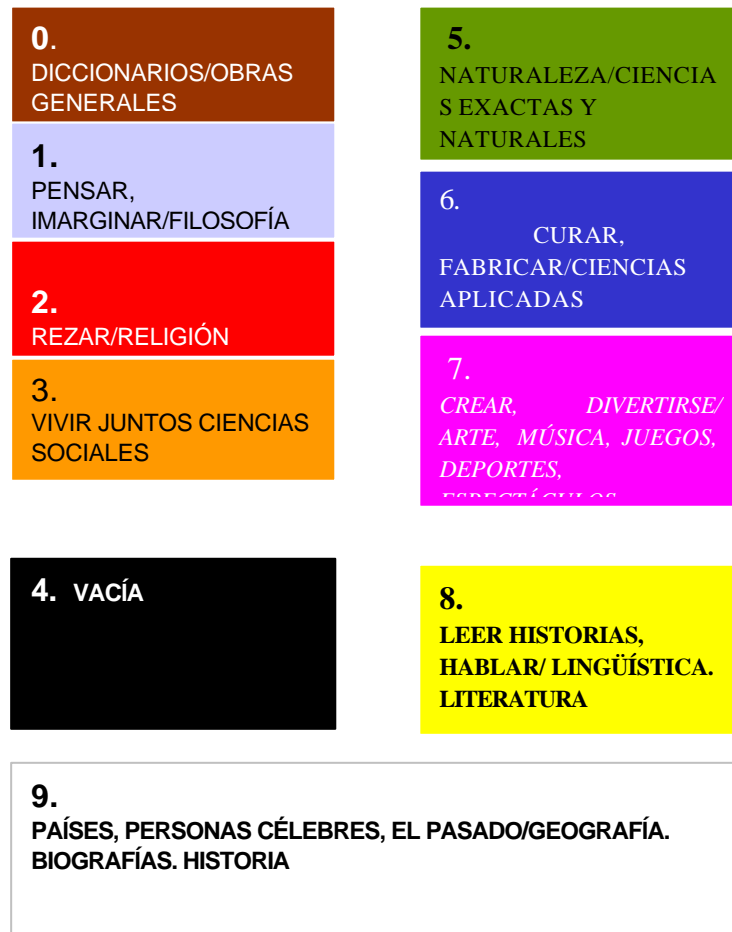 0.
DICCIONARIOS/OBRAS
GENERALES
1.
PENSAR,
IMARGINAR/FILOSOFÍA
2.
REZAR/RELIGIÓN
3.
VIVIR JUNTOS CIENCIAS
SOCIALES
4. VACÍA
5.
NATURALEZA/CIENCIA
S EXACTAS Y
NATURALES
6.
CURAR,
FABRICAR/CIENCIAS
APLICADAS
7.
CREAR, DIVERTIRSE/
ARTE, MÚSICA, JUEGOS,
DEPORTES,
8.
LEER HISTORIAS,
HABLAR/ LINGÜÍSTICA.
LITERATURA
9.
PAÍSES, PERSONAS CÉLEBRES, EL PASADO/GEOGRAFÍA.
BIOGRAFÍAS. HISTORIA